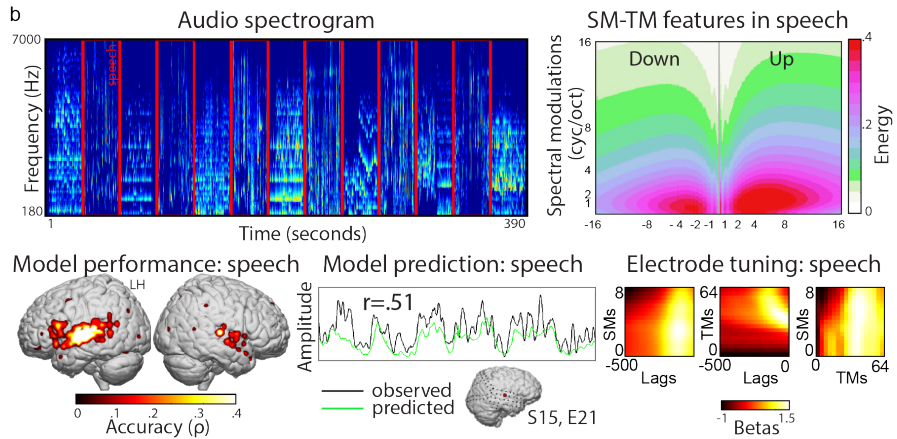 b
Audio spectrogram
7000
180
Frequency (Hz)
speech
1
390
Time (seconds)
SM-TM features in speech
Down
Up
16
8
4
2
1
Spectral modulations
(cyc/oct)
-16 -8 -4 -2 -1 1 2 4 8 16
.4
.2
0
Energy
Model performance: speech
LH
0 .1 .2 .3 .4
Accuracy (ρ)
Model prediction: speech
Amplitude
r=.51
observed
predicted
S15, E21
Electrode tuning: speech
8
SMs
0
-500 0
Lags
64
TMs
0
-500 0
Lags
8
SMs
0
0 64
TMs
-1 1.5
Betas